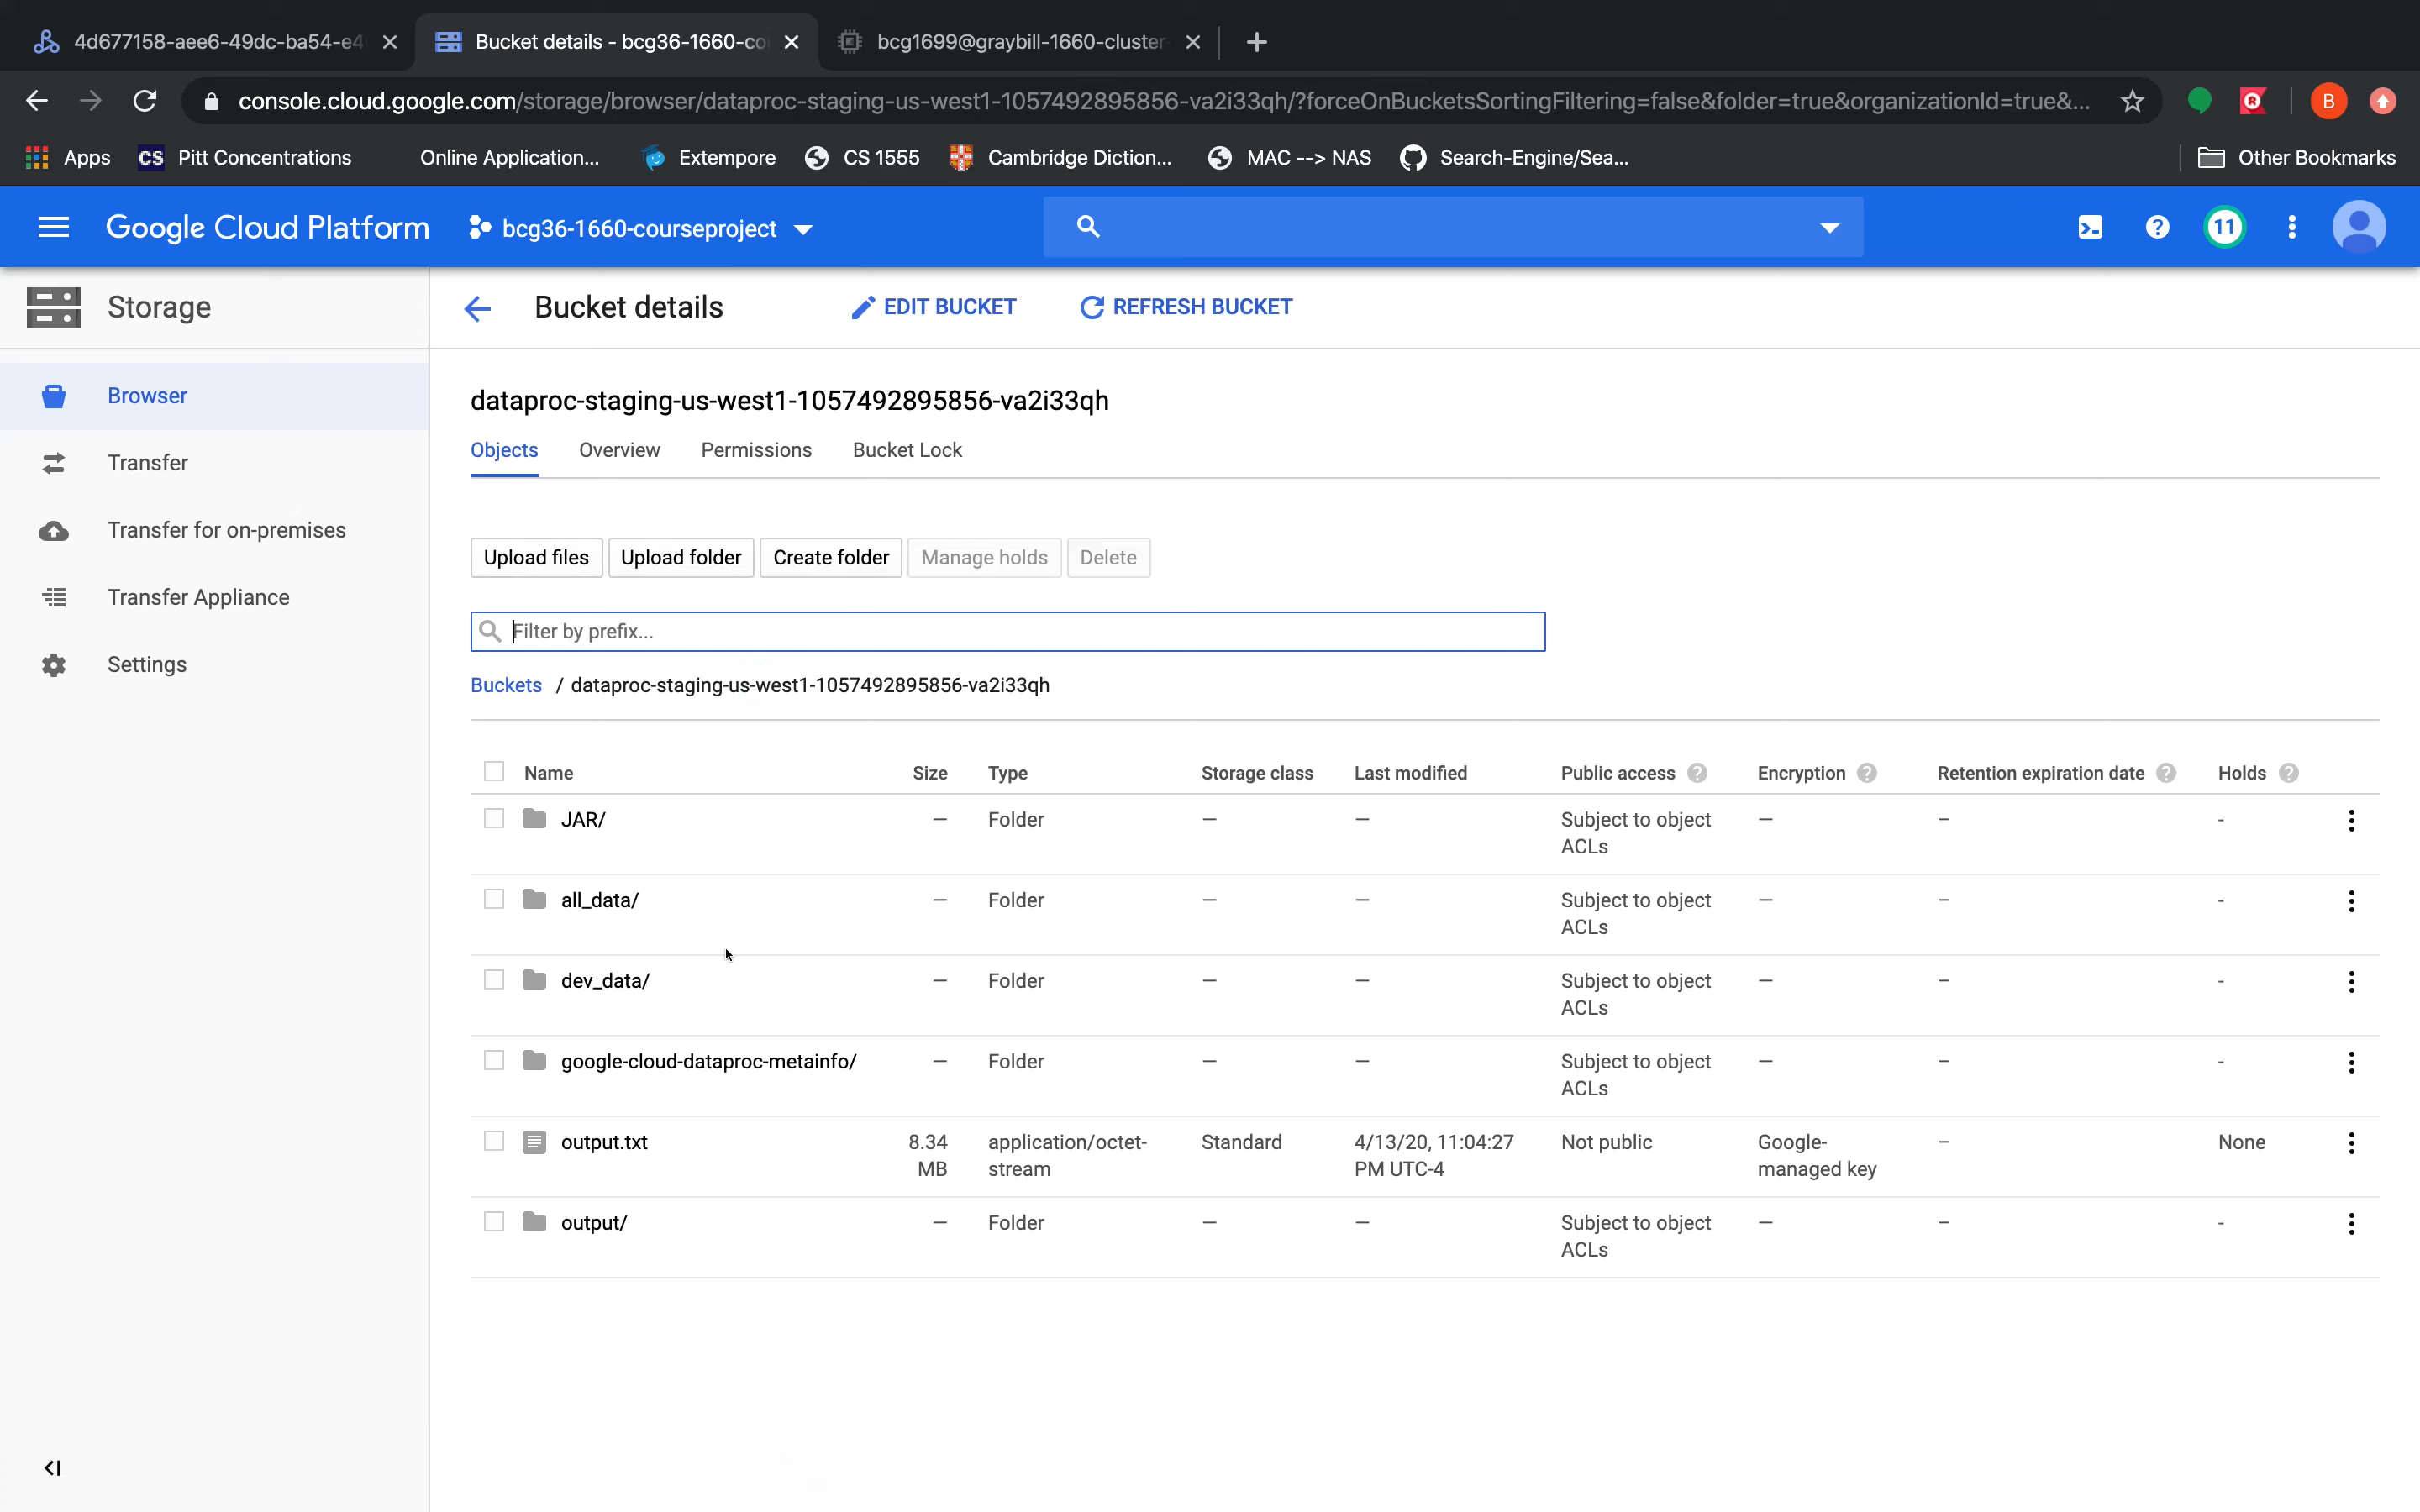 4d677158-aee6-49dc-ba54-e4
Bucket details - bcg36-1660-co
bcg1699@graybill-1660-cluster-
console.cloud.google.com/storage/browser/dataproc-staging-us-west1-1057492895856-va2i33qh/?forceOnBucketsSortingFiltering=false&folder=true&organizationId=true&...
B
Apps
CS Pitt Concentrations
Online Application...
Extempore
CS 1555
Cambridge Diction...
MAC --> NAS
Search-Engine/Sea...
Other Bookmarks
Google Cloud Platform
bcg36-1660-courseproject
11
Storage
Bucket details
EDIT BUCKET
REFRESH BUCKET
Browser
Transfer
Transfer for on-premises
Transfer Appliance
Settings
dataproc-staging-us-west1-1057492895856-va2i33qh
Objects Overview Permissions Bucket Lock
Upload files Upload folder Create folder Manage holds Delete
Filter by prefix...
Buckets / dataproc-staging-us-west1-1057492895856-va2i33qh
Name Size Type Storage class Last modified Public access Encryption Retention expiration date Holds
JAR/ — Folder — — Subject to object — — -
ACLs
all_data/ — Folder — — Subject to object — — -
ACLs
dev_data/ — Folder — — Subject to object — — -
ACLs
google-cloud-dataproc-metainfo/ — Folder — — Subject to object — — -
ACLs
output.txt 8.34 application/octet- Standard 4/13/20, 11:04:27 Not public Google- — None
MB stream PM UTC-4 managed key
output/ — Folder — — Subject to object — — -
ACLs